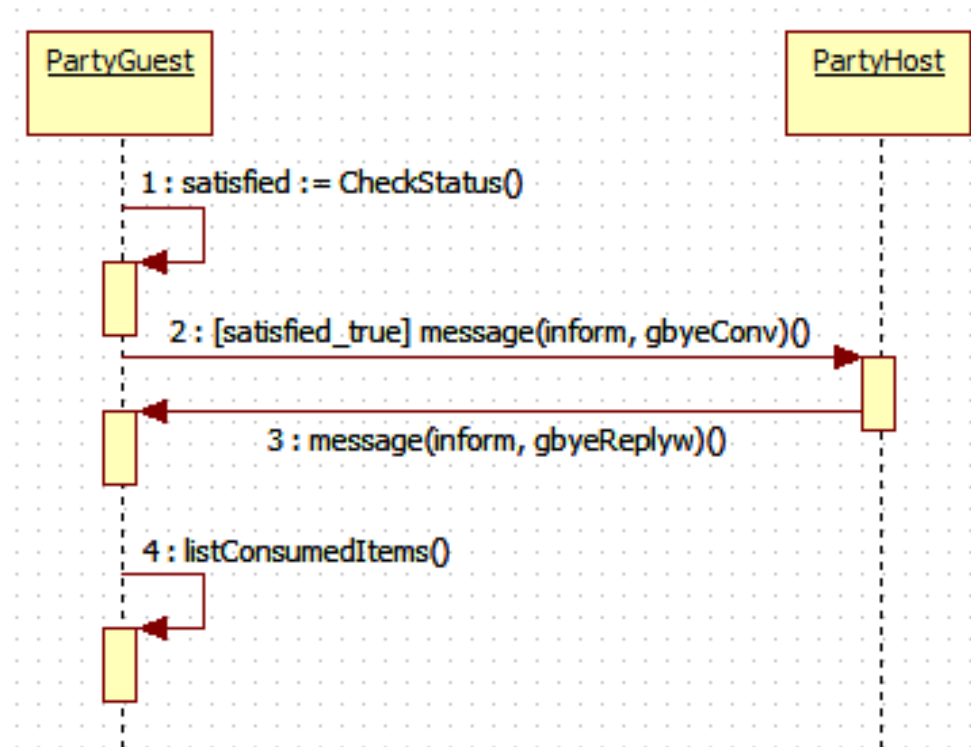 PartyGuest
PartyHost
1 : satisfied := CheckStatus()
2 : [satisfied_true] message(inform, gbyeConv)()
3 : message(inform, gbyeReplyw)()
4 : listConsumedItems()